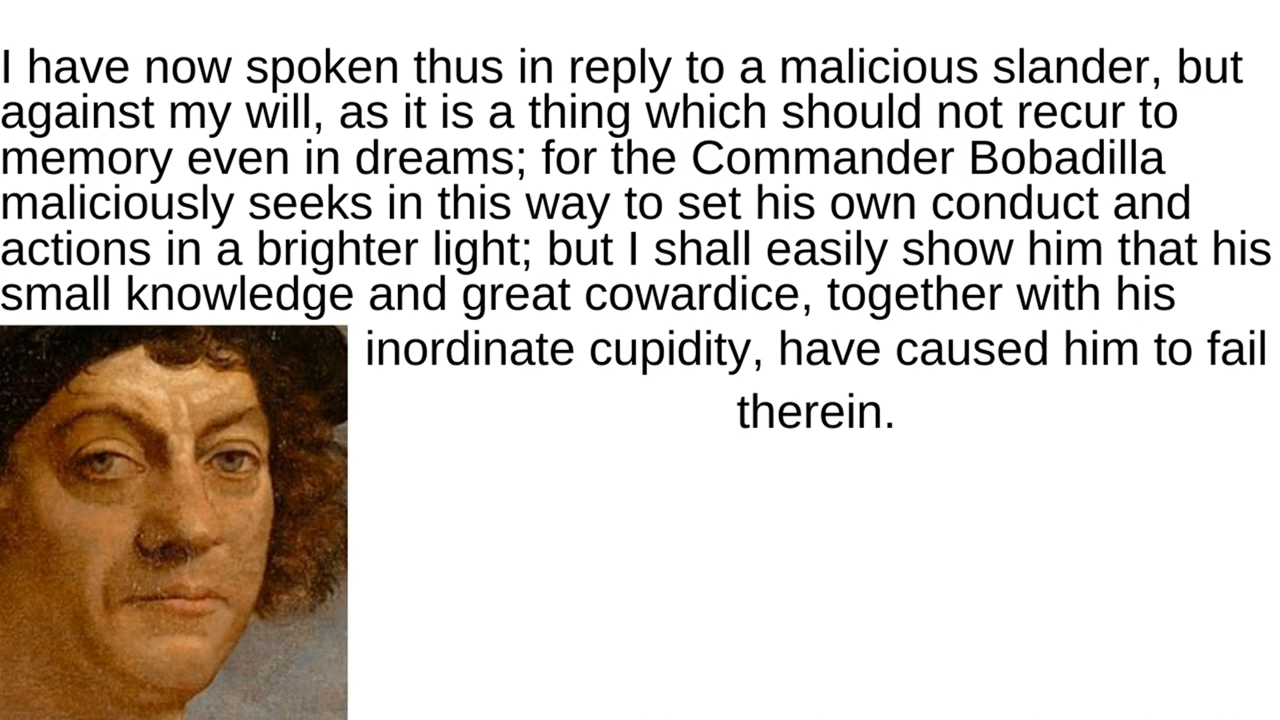 I have now spoken thus in reply to a malicious slander, but
against my will, as it is a thing which should not recur to
memory even in dreams; for the Commander Bobadilla
maliciously seeks in this way to set his own conduct and
actions in a brighter light; but I shall easily show him that his
small knowledge and great cowardice, together with his
inordinate cupidity, have caused him to fail
therein.